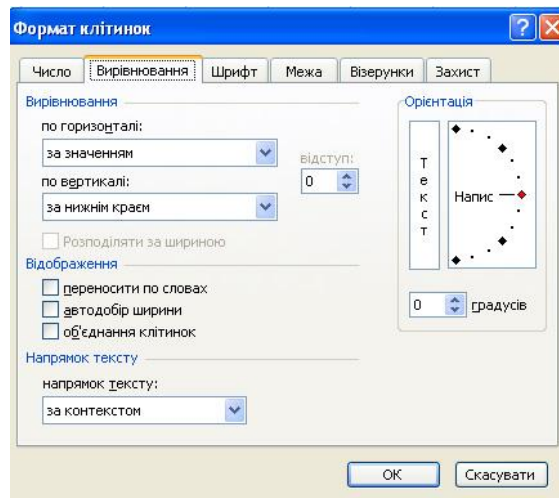 Формат клітинок
Число Вирівнювання Шрифт Межа Візерунки Захист
Вирівнювання
по горизонталі:
за значенням
відступ:
0
по вертикалі:
за нижнім краєм
Розподіляти за шириною
Відображення
переносити по словах
автодобір ширини
об'єднання клітинок
Напрямок тексту
напрямок тексту:
за контекстом
Орієнтація
Текст
Напис
0 градусів
ОК Скасувати